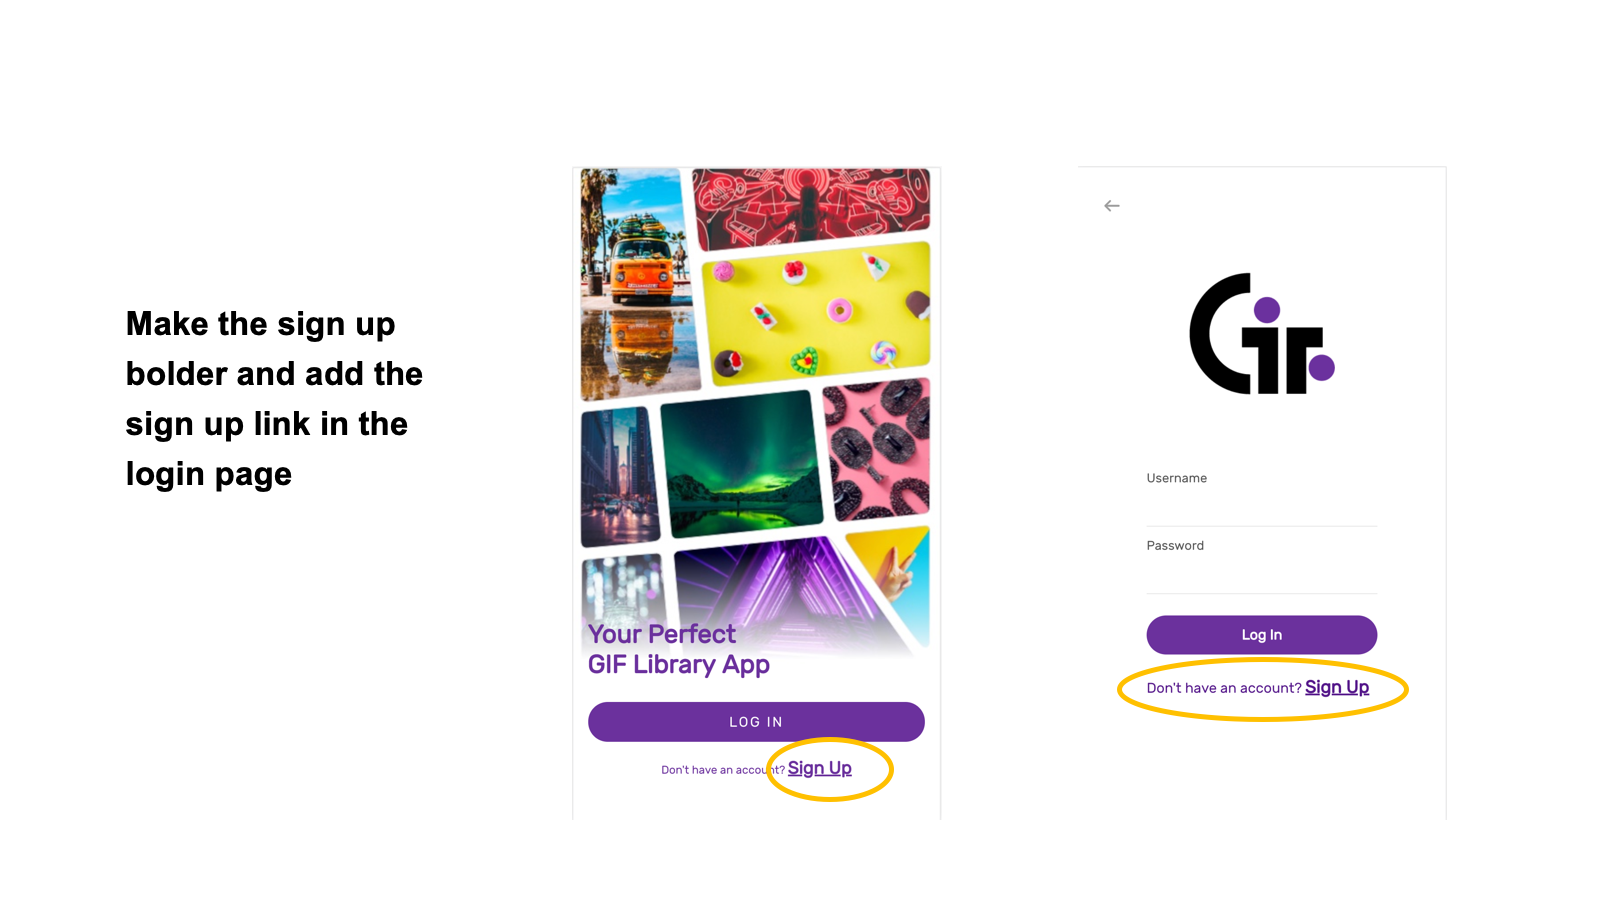 Make the sign up
bolder and add the
sign up link in the
login page
Your Perfect
GIF Library App
LOG IN
Don't have an account? Sign Up
GIF
Username
Password
Log In
Don't have an account? Sign Up